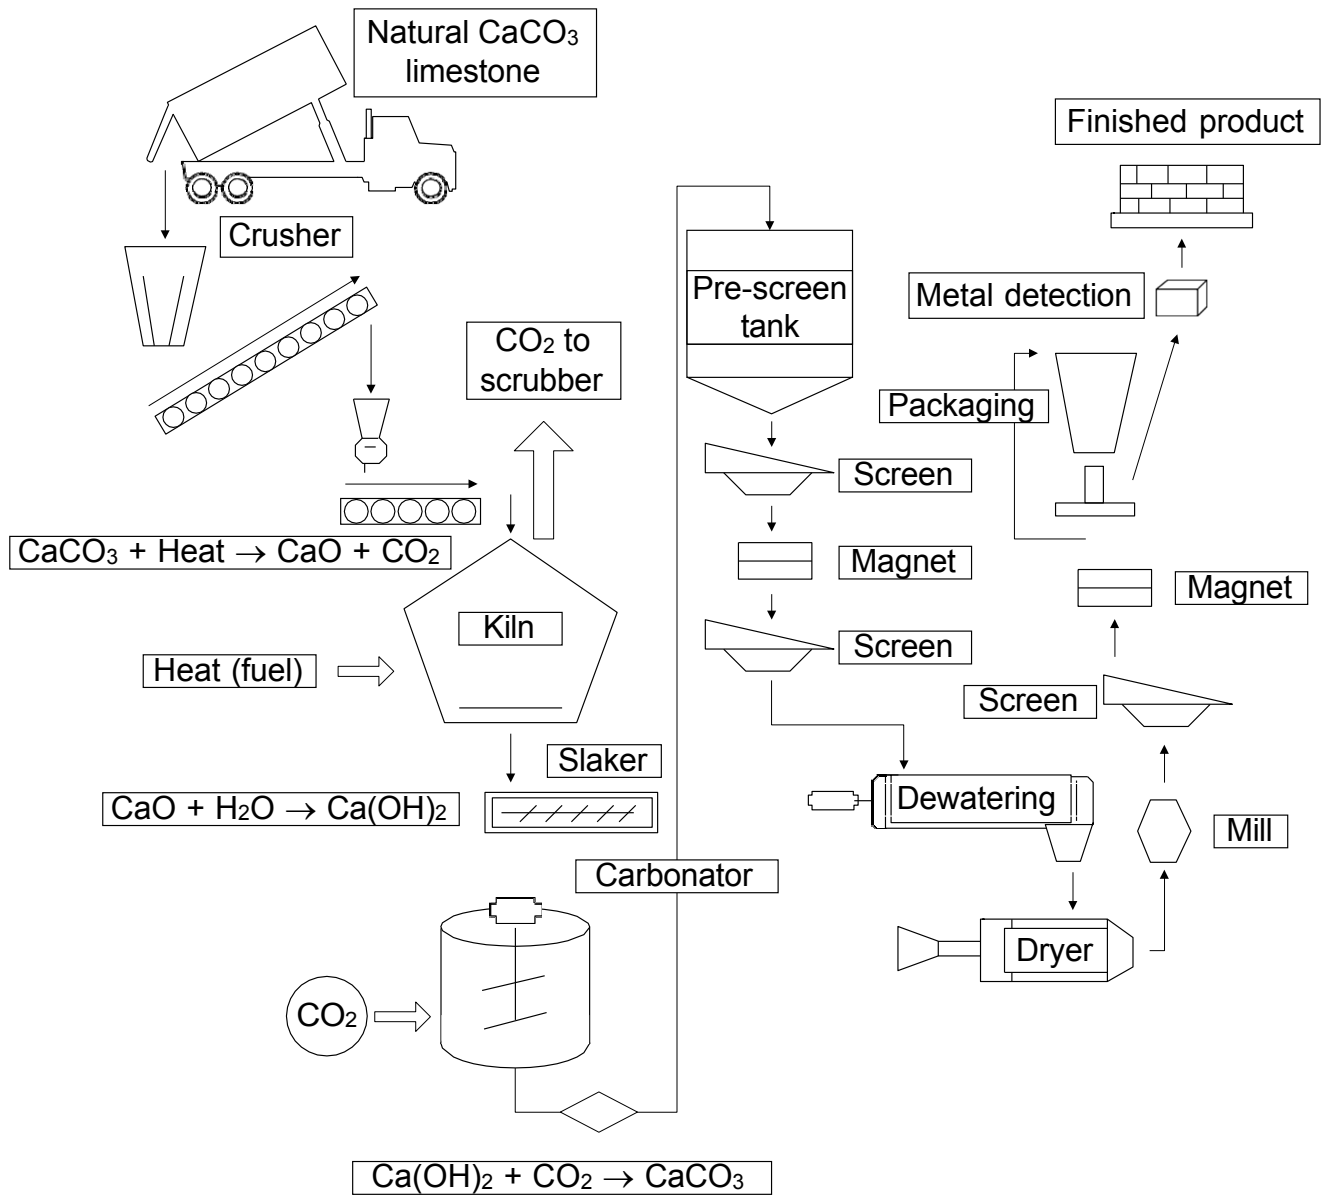 Natural CaCO₃
limestone
Crusher
CO₂ to
scrubber
CaCO₃ + Heat → CaO + CO₂
Kiln
Heat (fuel)
Slaker
CaO + H₂O → Ca(OH)₂
Carbonator
CO₂
Ca(OH)₂ + CO₂ → CaCO₃
Pre-screen
tank
Screen
Magnet
Screen
Dewatering
Dryer
Mill
Screen
Magnet
Packaging
Metal detection
Finished product